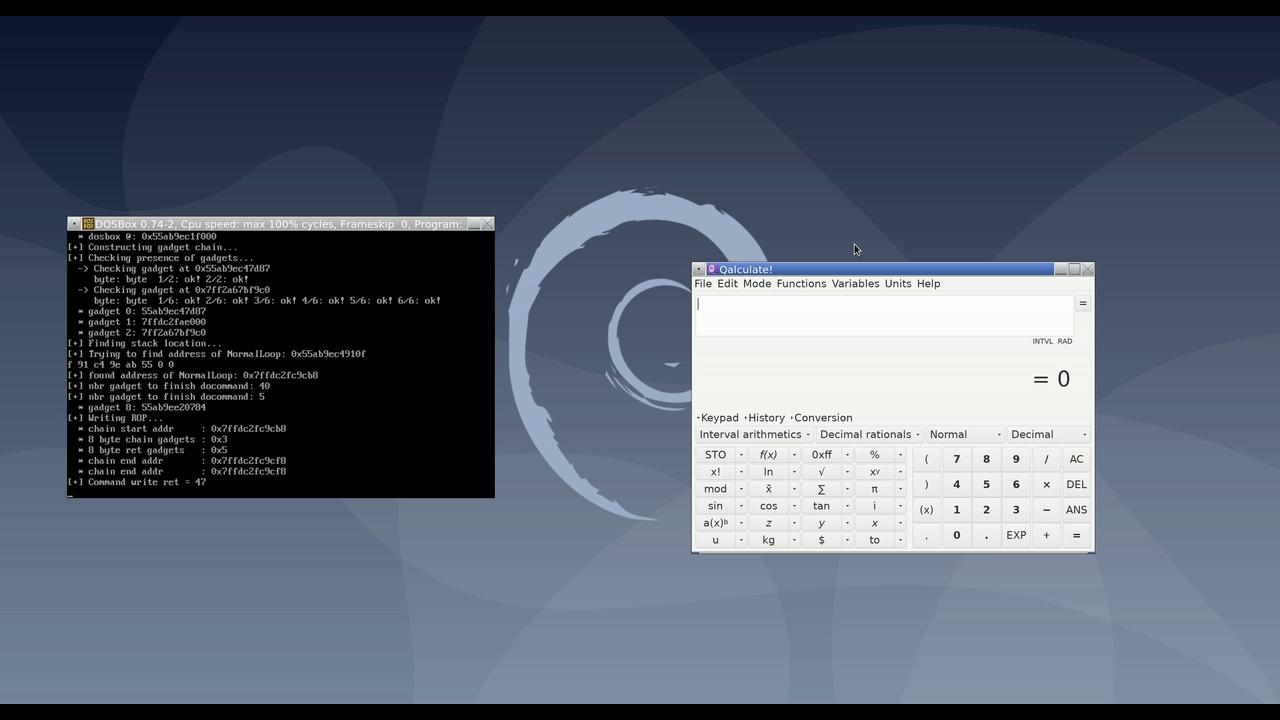 DOSBox 0.74-2, Cpu speed: max 100% cycles, Frameskip 0, Program:
* dosbox @: 0x55ab9ec1f000
[+] Constructing gadget chain...
[+] Checking presence of gadgets...
-> Checking gadget at 0x55ab9ec47d87
byte: byte 1/2: ok! 2/2: ok!
-> Checking gadget at 0x7ff2a67bf9c0
byte: byte 1/6: ok! 2/6: ok! 3/6: ok! 4/6: ok! 5/6: ok! 6/6: ok!
* gadget 0: 55ab9ec47d87
* gadget 1: 7ffdc2fae000
* gadget 2: 7ff2a67bf9c0
[+] Finding stack location...
[+] Trying to find address of NormalLoop: 0x55ab9ec4910f
f 91 c4 9e ab 55 0 0
[+] found address of NormalLoop: 0x7ffdc2fc9cb8
[+] nbr gadget to finish docommand: 40
[+] nbr gadget to finish docommand: 5
* gadget 8: 55ab9ee20784
[+] Writing ROP...
* chain start addr : 0x7ffdc2fc9cb8
* 8 byte chain gadgets : 0x3
* 8 byte ret gadgets : 0x5
* chain end addr : 0x7ffdc2fc9cf8
* chain end addr : 0x7ffdc2fc9cf8
[+] Command write ret = 47
Qalculate!
File Edit Mode Functions Variables Units Help
=
INTVL RAD
= 0
Keypad History Conversion
Interval arithmetics Decimal rationals Normal Decimal
STO f(x) 0xff % ( 7 8 9 / AC
x! ln √ xʸ
mod x̄ ∑ π ) 4 5 6 × DEL
sin cos tan i (x) 1 2 3 − ANS
a(x)ᵇ z y x
u kg $ to , 0 . EXP + =